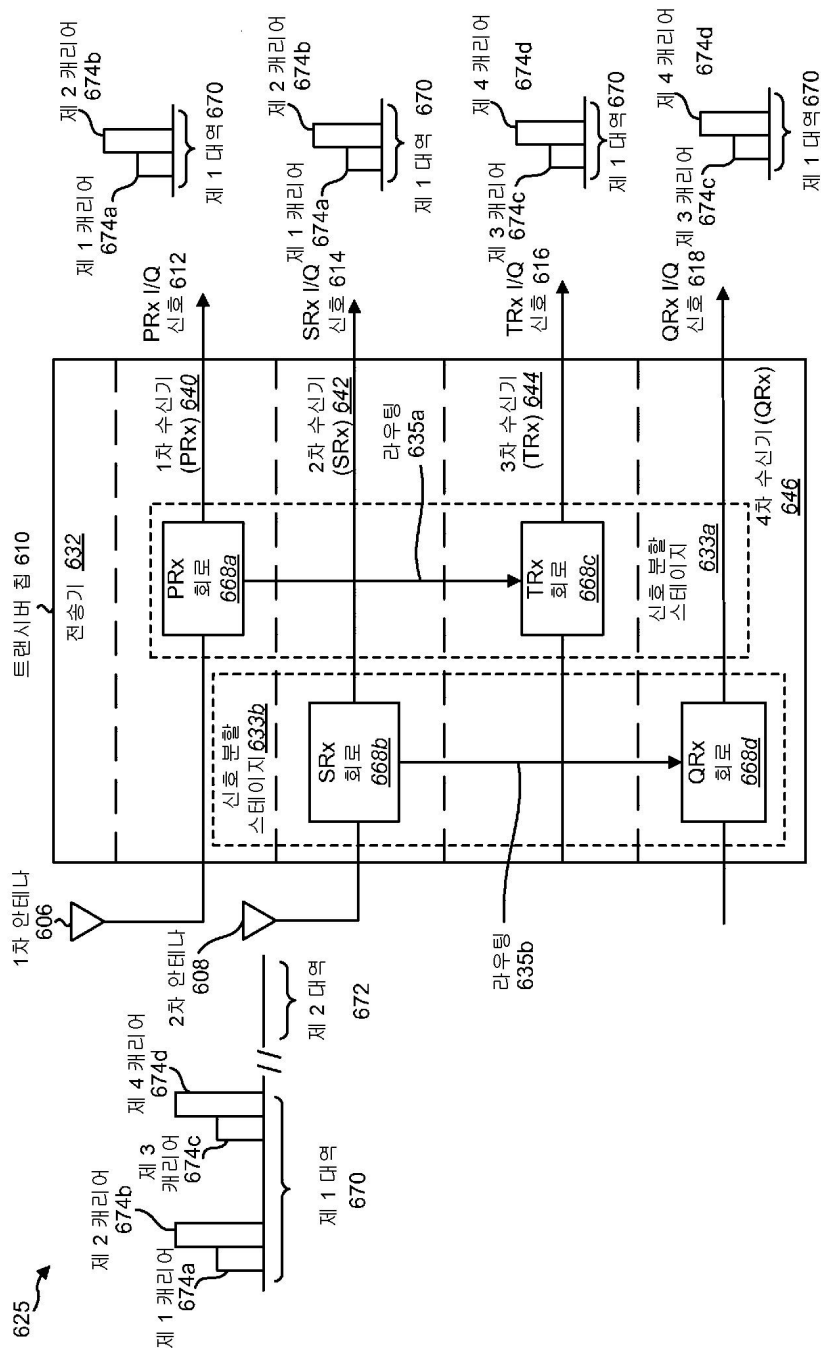 625
제 1 캐리어
674a
제 2 캐리어
674b
제 3
캐리어
674c
제 4 캐리어
674d
제 1 대역
670
제 2 대역
672
1차 안테나
606
2차 안테나
608
트랜시버 칩 610
전송기 632
PRx
회로
668a
1차 수신기
(PRx) 640
신호 분할
스테이지633b
SRx
회로
668b
2차 수신기
(SRx) 642
라우팅
635a
TRx
회로
668c
3차 수신기
(TRx) 644
라우팅
635b
QRx
회로
668d
신호 분할
스테이지
633a
4차 수신기(QRx)
646
PRx I/Q
신호 612
SRx I/Q
신호 614
TRx I/Q
신호 616
QRx I/Q
신호 618
제 1 캐리어
674a
제 2 캐리어
674b
제 1 대역670
제 1 캐리어
674a
제 2 캐리어
674b
제 1 대역 670
제 3 캐리어
674c
제 4 캐리어
674d
제 1 대역670
제 3 캐리어
674c
제 4 캐리어
674d
제 1 대역 670